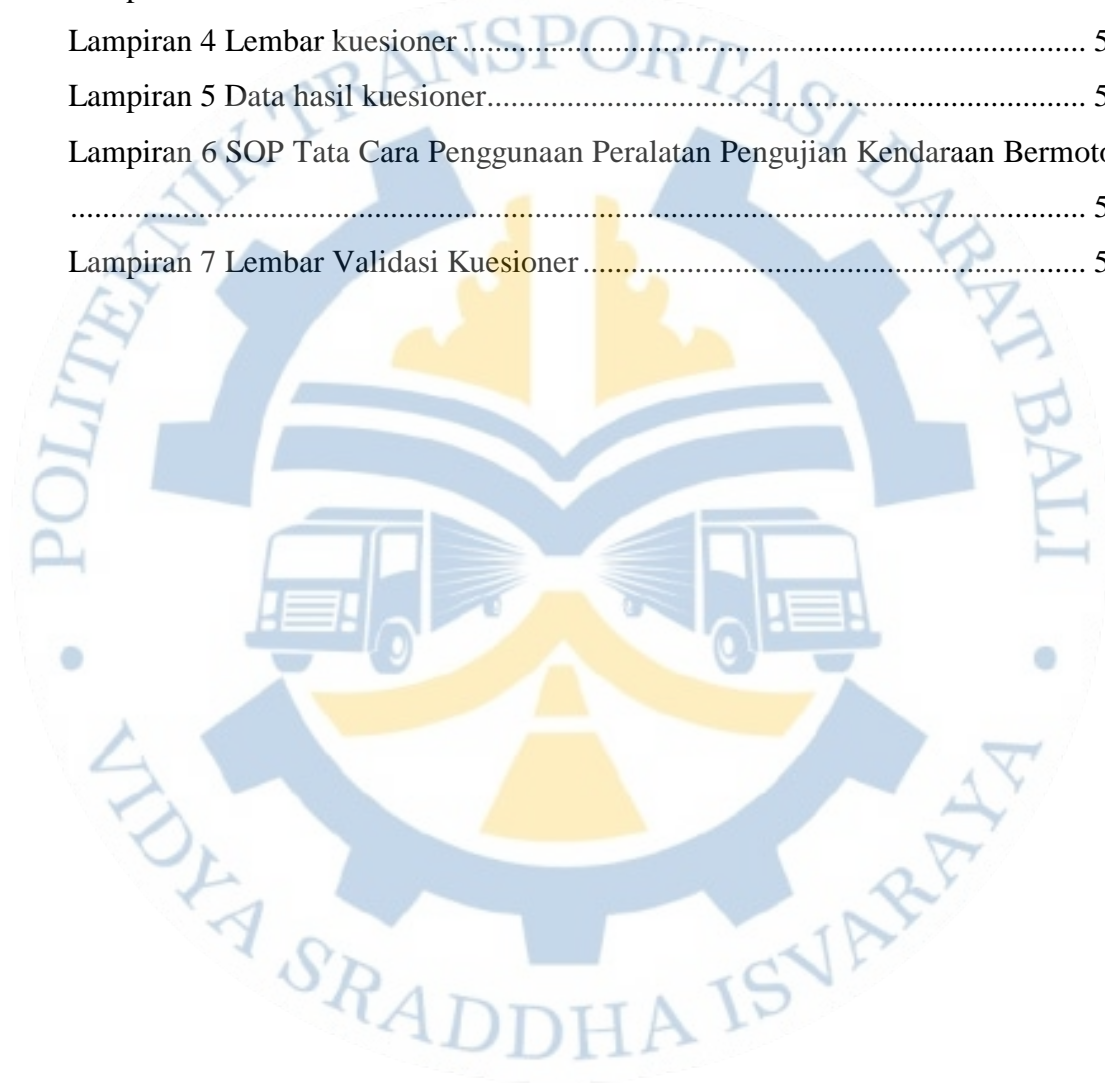 Lampiran 4 Lembar kuesioner ........................................................................ 5
Lampiran 5 Data hasil kuesioner..................................................................... 5
Lampiran 6 SOP Tata Cara Penggunaan Peralatan Pengujian Kendaraan Bermoto
..................................................................................................................... 5
Lampiran 7 Lembar Validasi Kuesioner .......................................................... 5
POLITEKNIK TRANSPORTASI DARAT BALI
VIDYA SRADDHA ISVARAYA